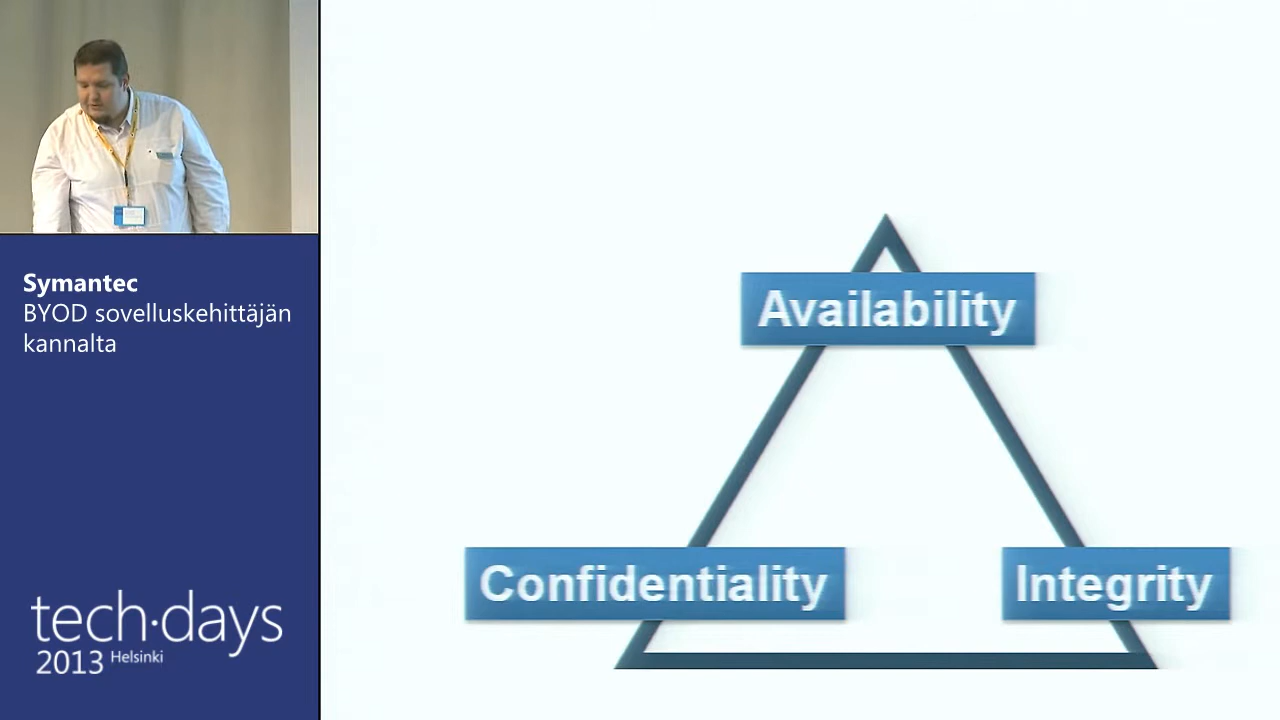 Symantec
BYOD sovelluskehittäjän
kannalta
tech·days
2013 Helsinki
Availability
Confidentiality
Integrity